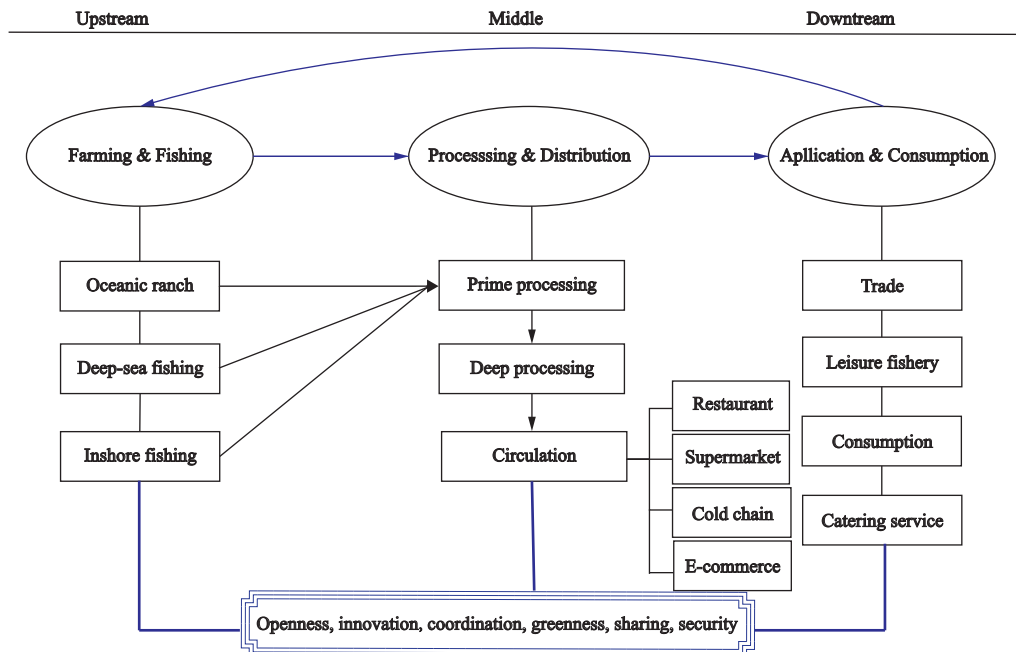 Upstream
Middle
Downtream
Farming & Fishing
Processsing & Distribution
Apllication & Consumption
Oceanic ranch
Prime processing
Trade
Deep-sea fishing
Deep processing
Leisure fishery
Restaurant
Inshore fishing
Circulation
Supermarket
Consumption
Cold chain
Catering service
E-commerce
Openness, innovation, coordination, greenness, sharing, security